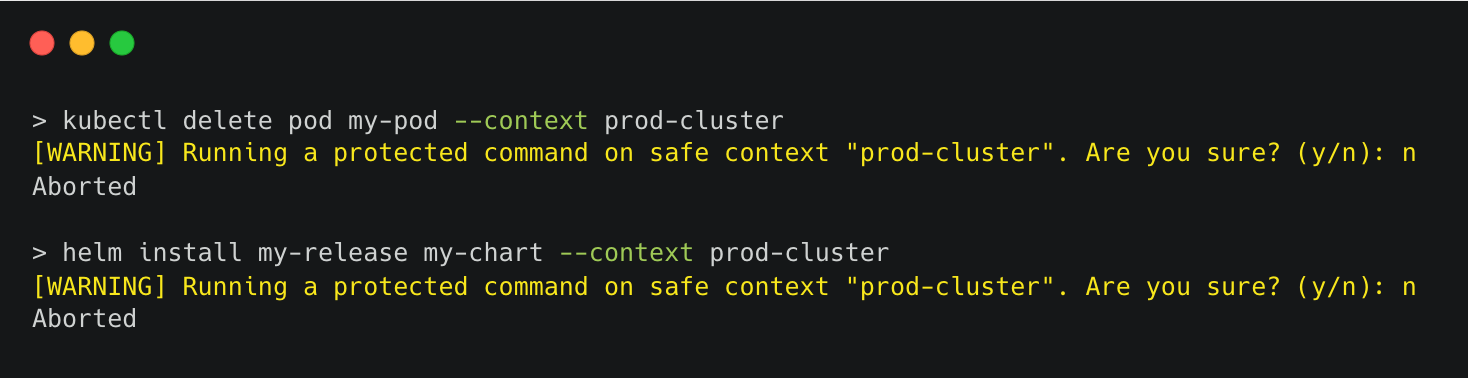 > kubectl delete pod my-pod --context prod-cluster
[WARNING] Running a protected command on safe context "prod-cluster". Are you sure? (y/n): n
Aborted
> helm install my-release my-chart --context prod-cluster
[WARNING] Running a protected command on safe context "prod-cluster". Are you sure? (y/n): n
Aborted